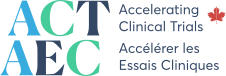 ACT
AEC
Accelerating
Clinical Trials
Accélérer les
Essais Cliniques